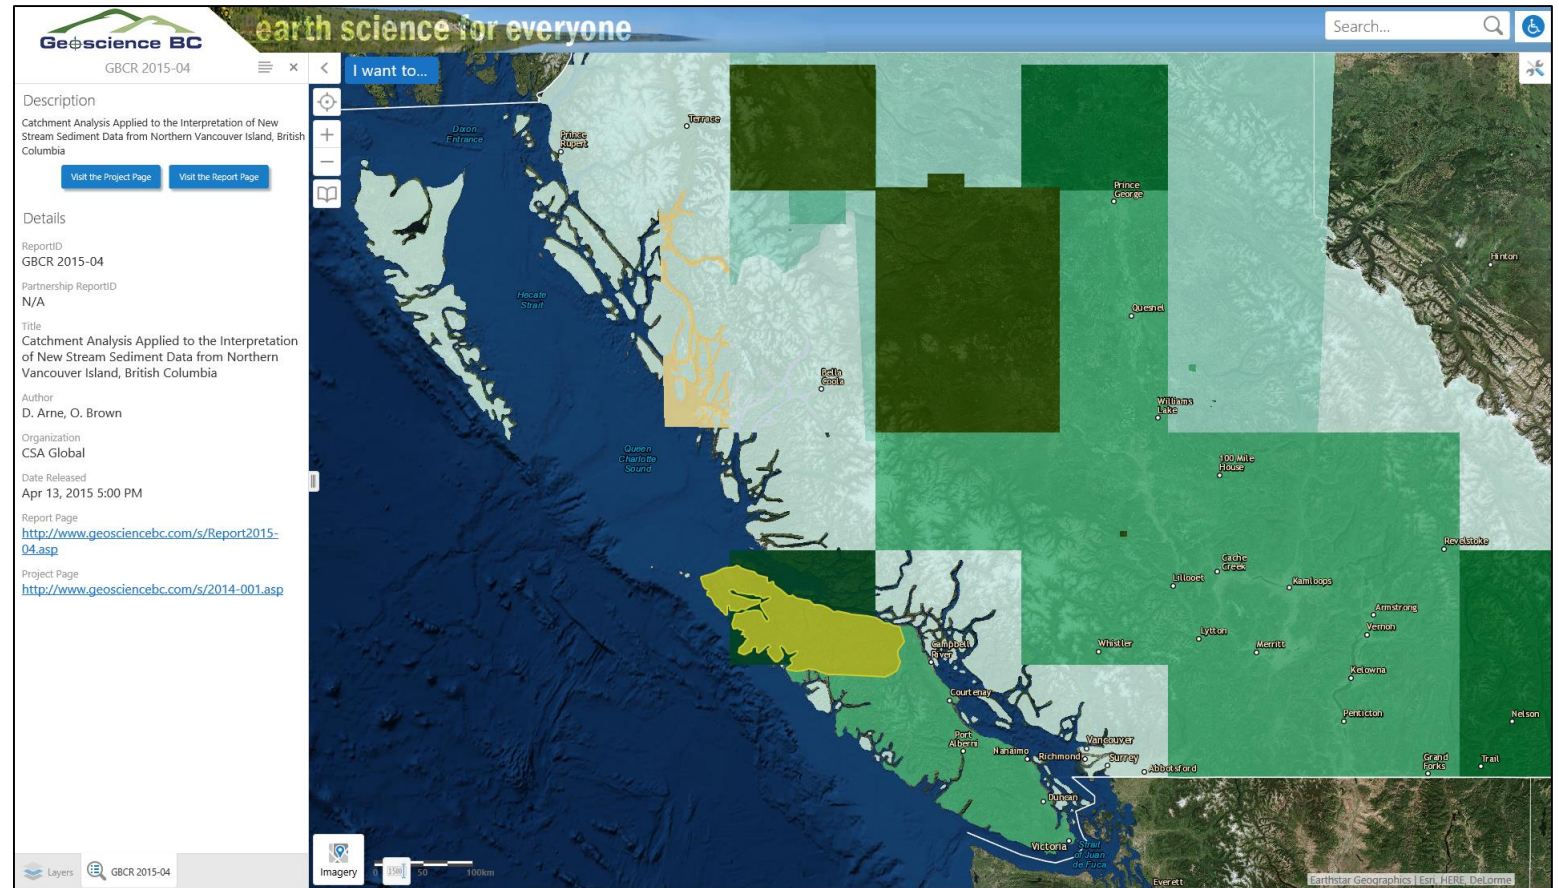 Geoscience BC
earth science for everyone
Search...
GBCR 2015-04
I want to...
Description
Catchment Analysis Applied to the Interpretation of New
Stream Sediment Data from Northern Vancouver Island, British
Columbia
Visit the Project Page
Visit the Report Page
Details
ReportID
GBCR 2015-04
Partnership ReportID
N/A
Title
Catchment Analysis Applied to the Interpretation
of New Stream Sediment Data from Northern
Vancouver Island, British Columbia
Author
D. Arne, O. Brown
Organization
CSA Global
Date Released
Apr 13, 2015 5:00 PM
Report Page
http://www.geosciencebc.com/s/Report2015-
04.asp
Project Page
http://www.geosciencebc.com/s/2014-001.asp
Layers
GBCR 2015-04
Dixon
Entrance
Prince
Rupert
Terrace
Prince
George
Hinton
Hecate
Strait
Quesnel
Bella
Coola
Williams
Lake
Queen
Charlotte
Sound
100 Mile
House
Revelstoke
Cache
Creek
Lillooet
Kamloops
Armstrong
Vernon
Lytton
Merritt
Whistler
Campbell
River
Kelowna
Courtenay
Penticton
Nelson
Port
Alberni
Nanaimo
Vancouver
Richmond
Surrey
Abbotsford
Grand
Forks
Trail
Duncan
Victoria
Strait
of Juan
de Fuca
Everett
Imagery
0
50
100km
Earthstar Geographics | Esri, HERE, DeLorme